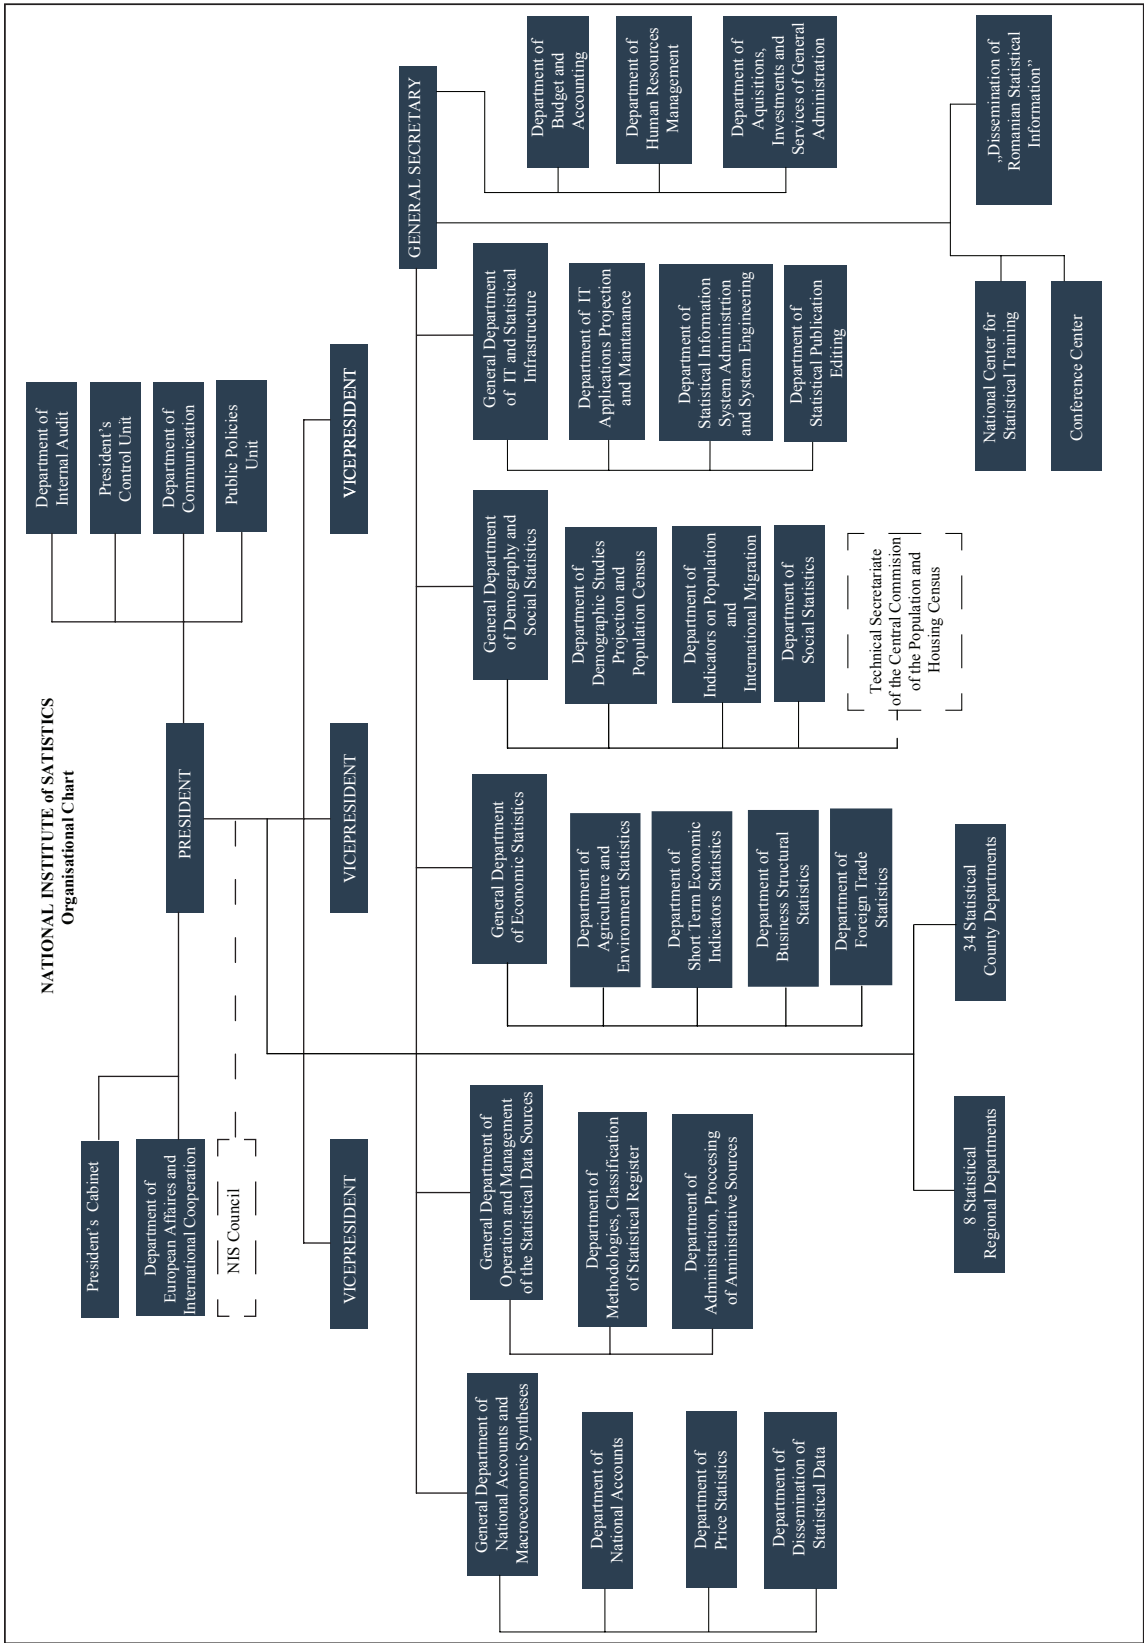 NATIONAL INSTITUTE of SATISTICS
Organisational Chart
President's Cabinet
Department of
European Affaires and
International Cooperation
NIS Council
PRESIDENT
Department of
Internal Audit
President's
Control Unit
Department of
Communication
Public Policies
Unit
VICEPRESIDENT
VICEPRESIDENT
VICEPRESIDENT
GENERAL SECRETARY
General Department of
National Accounts and
Macroeconomic Syntheses
Department of
National Accounts
Department of
Price Statistics
Department of
Dissemination of
Statistical Data
General Department of
Operation and Management
of the Statistical Data Sources
Department of
Methodologies, Classification
of Statistical Register
Department of
Administration, Proccesing
of Aministrative Sources
General Department
of Economic Statistics
Department of
Agriculture and
Environment Statistics
Department of
Short Term Economic
Indicators Statistics
Department of
Business Structural
Statistics
Department of
Foreign Trade
Statistics
General Department
of Demography and
Social Statistics
Department of
Demographic Studies
Projection and
Population Census
Department of
Indicators on Population
and
International Migration
Department of
Social Statistics
Technical Secretariate
of the Central Commision
of the Population and
Housing Census
General Department
of IT and Statistical
Infrastructure
Department of IT
Applications Projection
and Maintanance
Department of
Statistical Information
System Administrtion
and System Engineering
Department of
Statistical Publication
Editing
Department of
Budget and
Accounting
Department of
Human Resources
Management
Department of
Aquisitions,
Investments and
Services of General
Administration
8 Statistical
Regional Departments
34 Statistical
County Departments
National Center for
Statistical Training
Conference Center
„Dissemination of
Romanian Statistical
Information”